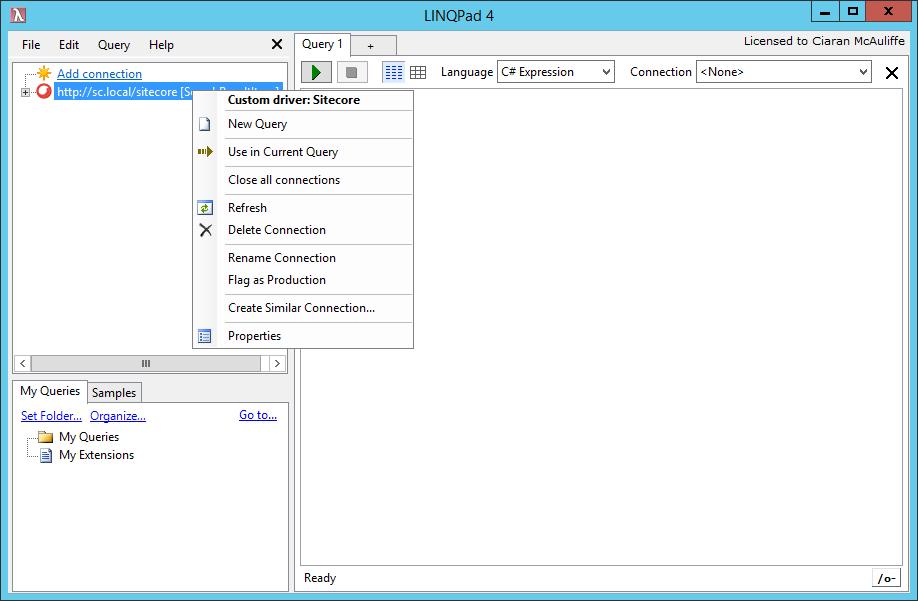 LINQPad 4
File Edit Query Help
Query 1 +
Licensed to Ciaran McAuliffe
Language C# Expression Connection <None>
Add connection
http://sc.local/sitecore
Custom driver: Sitecore
New Query
Use in Current Query
Close all connections
Refresh
Delete Connection
Rename Connection
Flag as Production
Create Similar Connection...
Properties
My Queries Samples
Set Folder... Organize... Go to...
My Queries
My Extensions
Ready
/o-